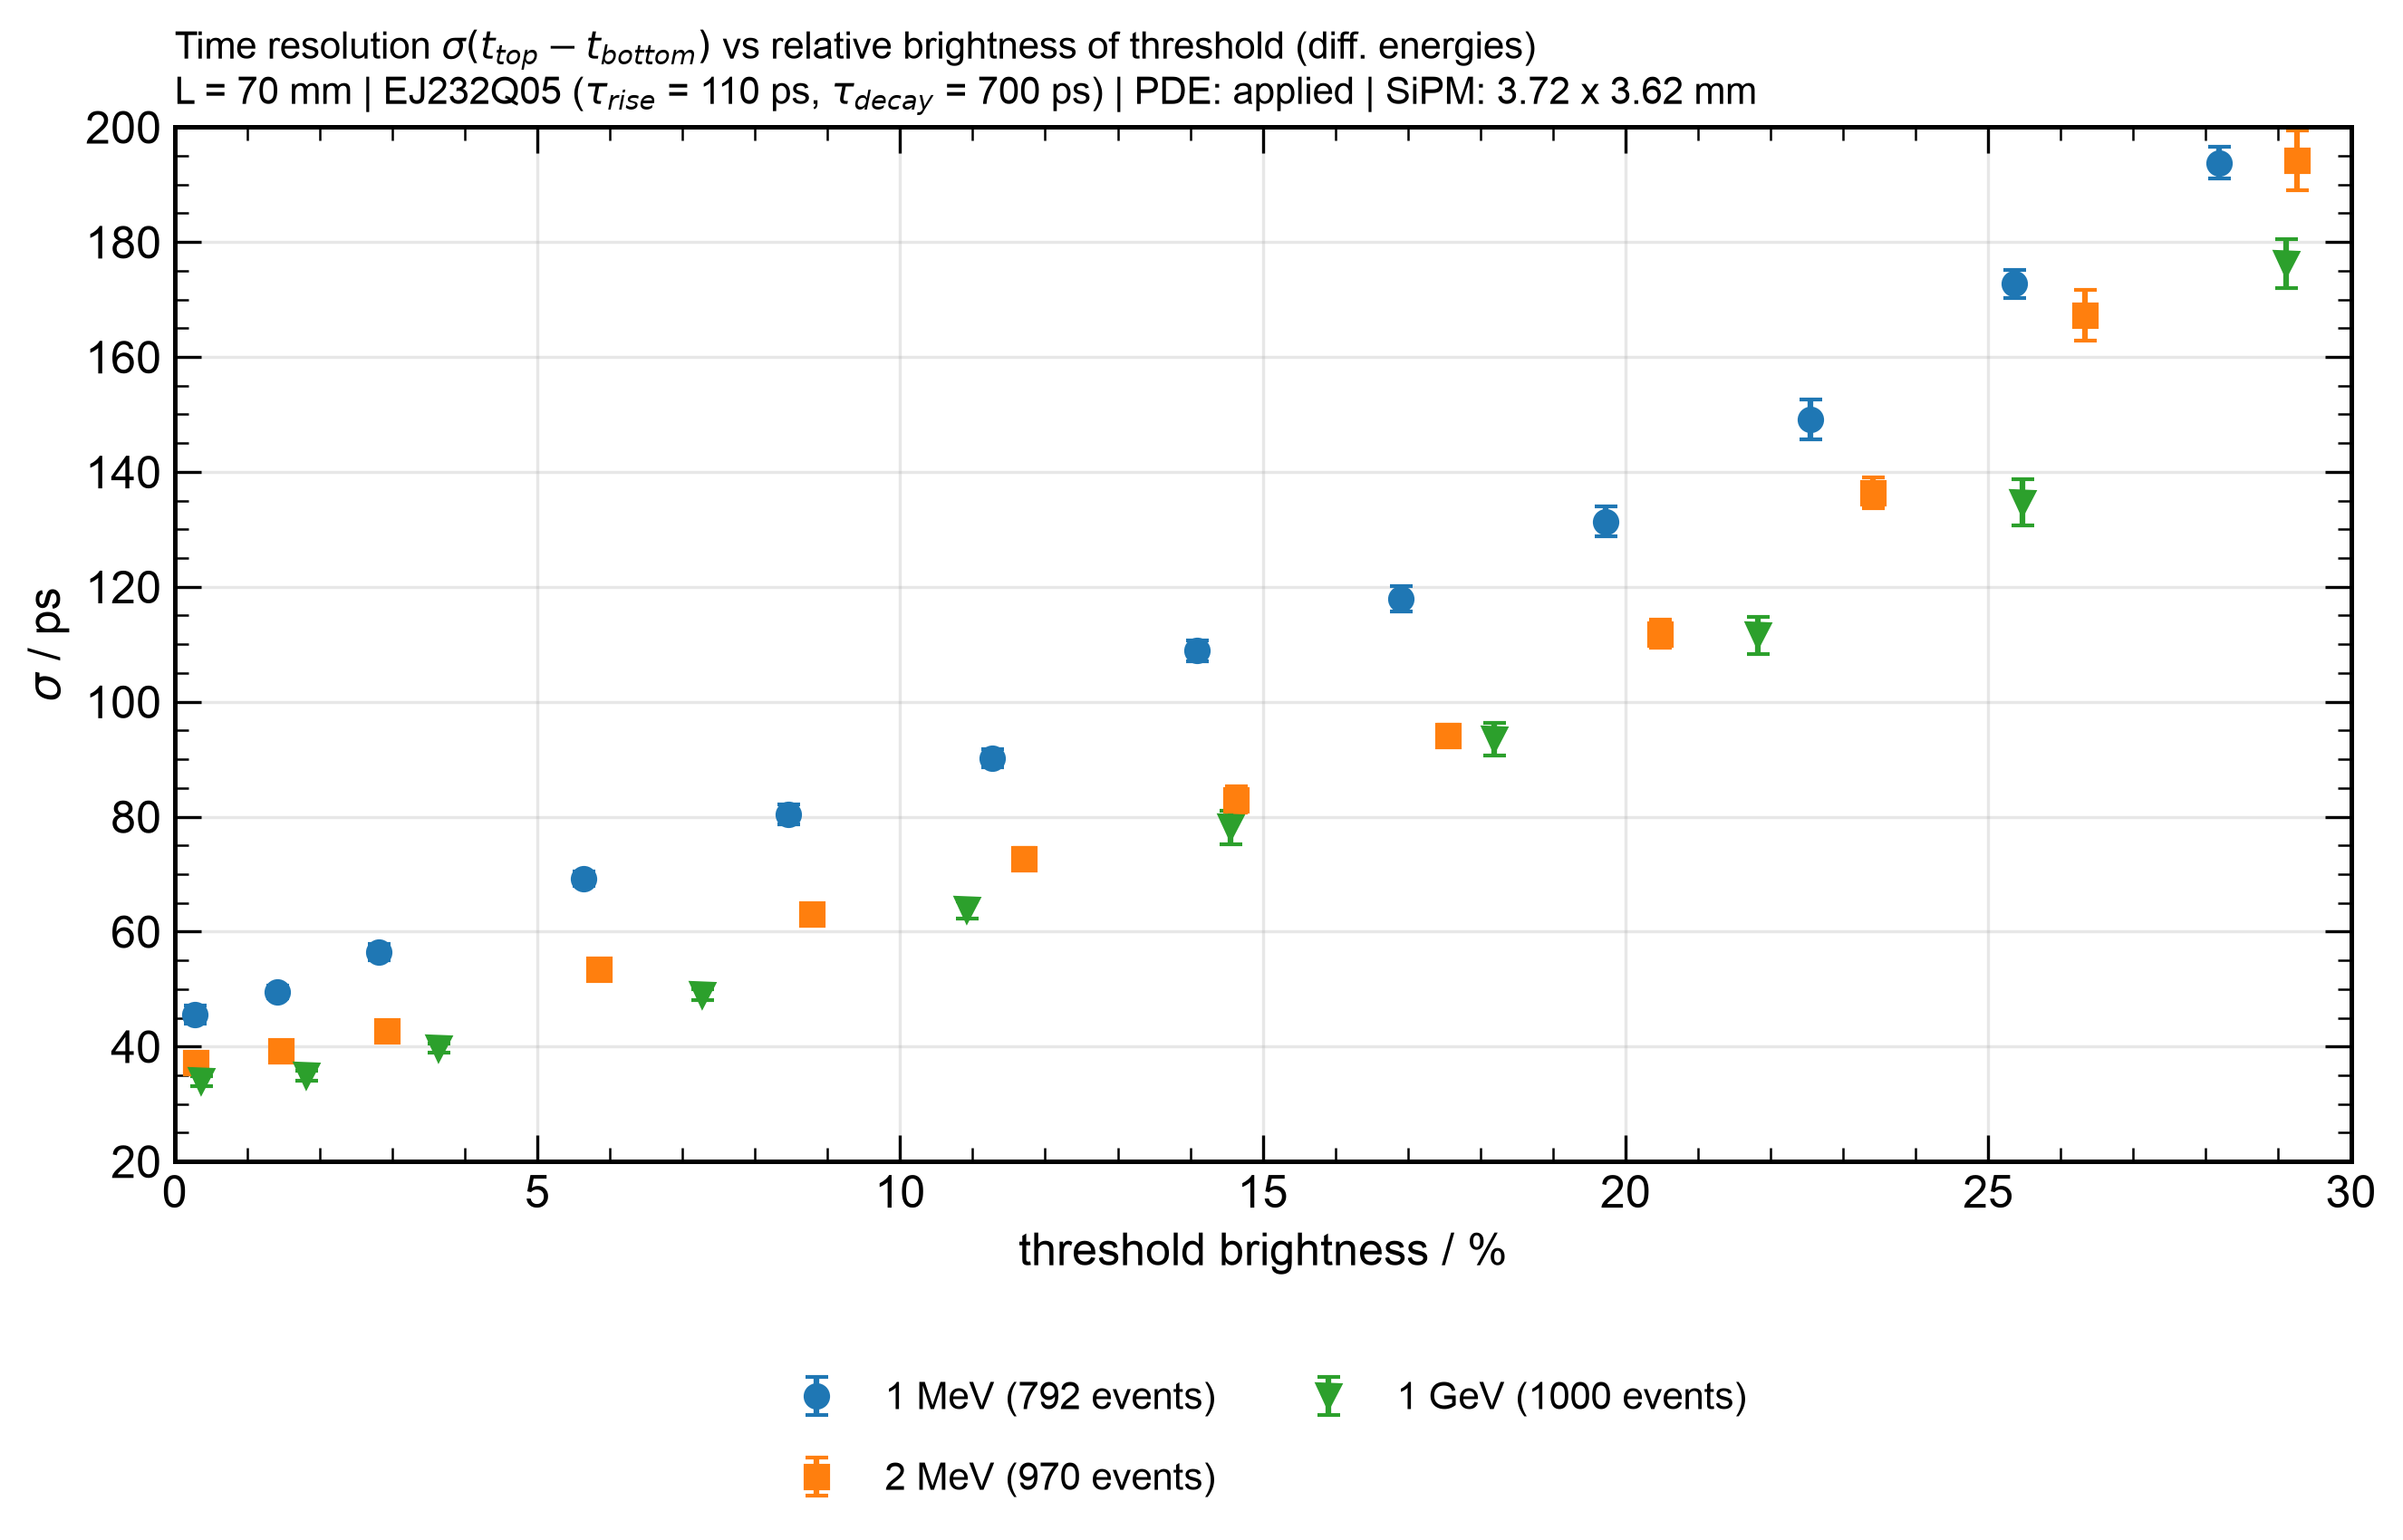 Time resolution σ(t_top − t_bottom) vs relative brightness of threshold (diff. energies)
L = 70 mm | EJ232Q05 (τ_rise = 110 ps, τ_decay = 700 ps) | PDE: applied | SiPM: 3.72 x 3.62 mm
200
180
160
140
120
100
80
60
40
20
σ / ps
0 5 10 15 20 25 30
threshold brightness / %
1 MeV (792 events)
2 MeV (970 events)
1 GeV (1000 events)